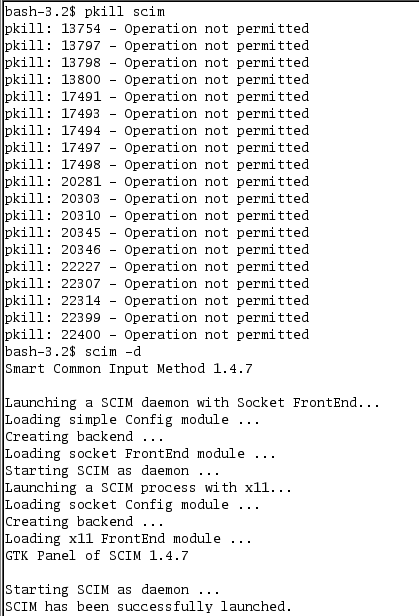 bash-3.2$ pkill scim
pkill: 13754 - Operation not permitted
pkill: 13797 - Operation not permitted
pkill: 13798 - Operation not permitted
pkill: 13800 - Operation not permitted
pkill: 17491 - Operation not permitted
pkill: 17493 - Operation not permitted
pkill: 17494 - Operation not permitted
pkill: 17497 - Operation not permitted
pkill: 17498 - Operation not permitted
pkill: 20281 - Operation not permitted
pkill: 20303 - Operation not permitted
pkill: 20310 - Operation not permitted
pkill: 20345 - Operation not permitted
pkill: 20346 - Operation not permitted
pkill: 22227 - Operation not permitted
pkill: 22307 - Operation not permitted
pkill: 22314 - Operation not permitted
pkill: 22399 - Operation not permitted
pkill: 22400 - Operation not permitted
bash-3.2$ scim -d
Smart Common Input Method 1.4.7
Launching a SCIM daemon with Socket FrontEnd...
Loading simple Config module ...
Creating backend ...
Loading socket FrontEnd module ...
Starting SCIM as daemon ...
Launching a SCIM process with x11...
Loading socket Config module ...
Creating backend ...
Loading x11 FrontEnd module ...
GTK Panel of SCIM 1.4.7
Starting SCIM as daemon ...
SCIM has been successfully launched.